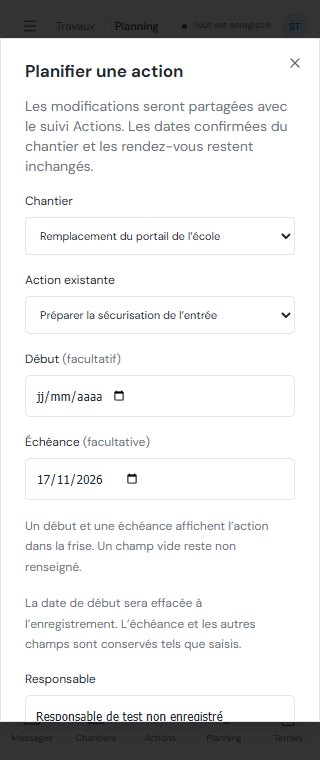 Travaux › Planning Tout est enregistré ST
Planifier une action
Les modifications seront partagées avec
le suivi Actions. Les dates confirmées du
chantier et les rendez-vous restent
inchangés.
Chantier
Remplacement du portail de l'école
Action existante
Préparer la sécurisation de l'entrée
Début (facultatif)
jj/mm/aaaa
Échéance (facultative)
17/11/2026
Un début et une échéance affichent l'action
dans la frise. Un champ vide reste non
renseigné.
La date de début sera effacée à
l'enregistrement. L'échéance et les autres
champs sont conservés tels que saisis.
Responsable
Responsable de test non enregistré
Messages Chantiers Actions Planning Terrain